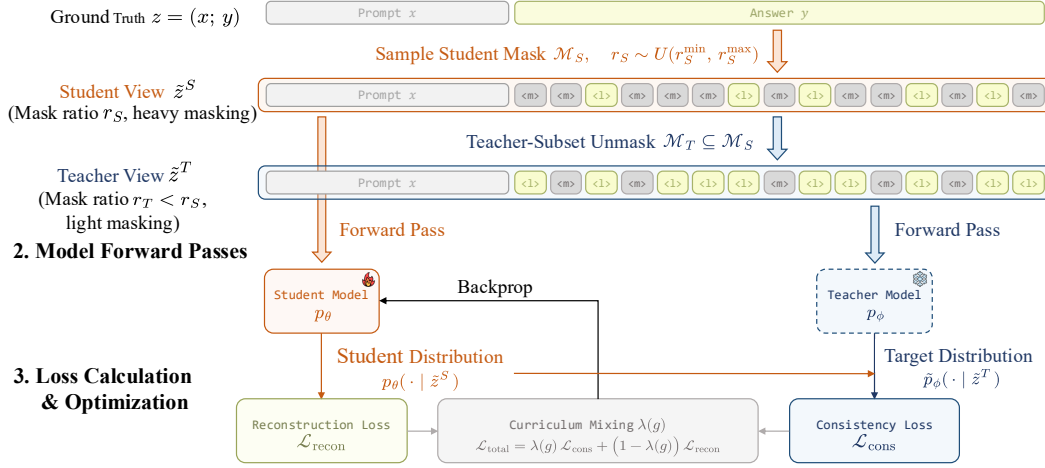 Ground Truth z = (x; y)
Prompt x
Answer y
Sample Student Mask M_S, r_S ∼ U(r_S^min, r_S^max)
Student View z̃^S
(Mask ratio r_S, heavy masking)
Prompt x <m> <m> <l> <m> <m> <m> <l> <m> <l> <m> <m> <l> <m> <l> <m>
Teacher-Subset Unmask M_T ⊆ M_S
Teacher View z̃^T
(Mask ratio r_T < r_S,
light masking)
Prompt x <l> <m> <l> <m> <l> <l> <l> <m> <l> <l> <m> <l> <m> <l> <l>
Forward Pass
Forward Pass
2. Model Forward Passes
Student Model
p_θ
Backprop
Teacher Model
p_ϕ
3. Loss Calculation
& Optimization
Student Distribution
p_θ(· | z̃^S)
Target Distribution
p̃_ϕ(· | z̃^T)
Reconstruction Loss
L_recon
Curriculum Mixing λ(g)
L_total = λ(g) L_cons + (1 − λ(g)) L_recon
Consistency Loss
L_cons